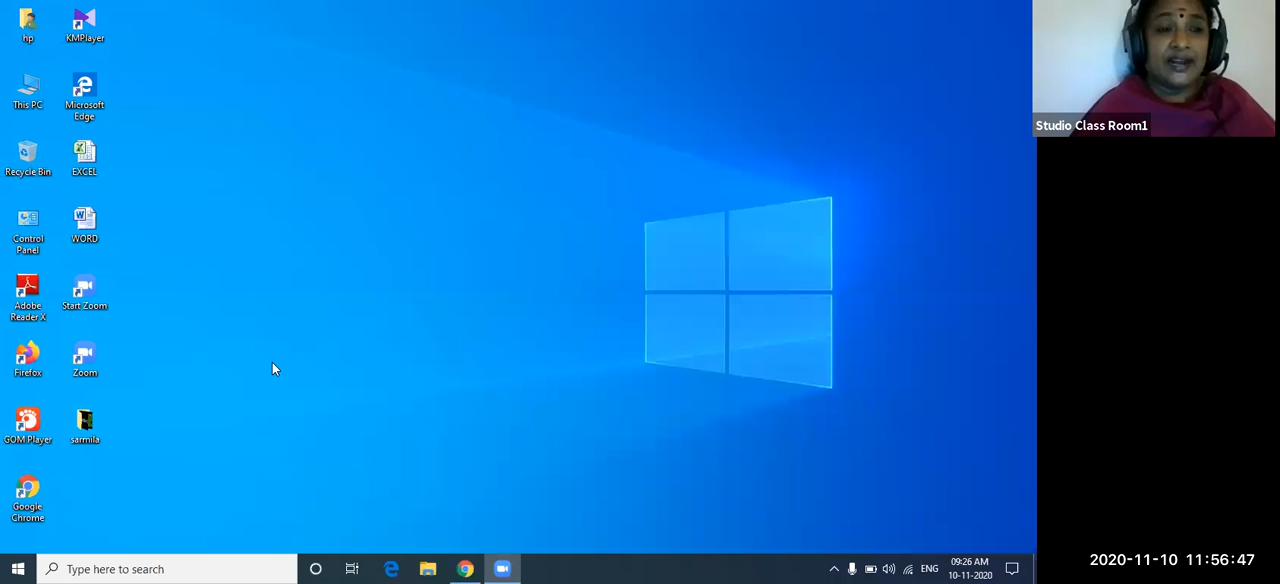 hp
KMPlayer
This PC
Microsoft
Edge
Recycle Bin
EXCEL
Control
Panel
WORD
Adobe
Reader X
Start Zoom
Firefox
Zoom
GOM Player
sarmila
Google
Chrome
Studio Class Room1
Type here to search
ENG
09:26 AM
10-11-2020
2020-11-10 11:56:47